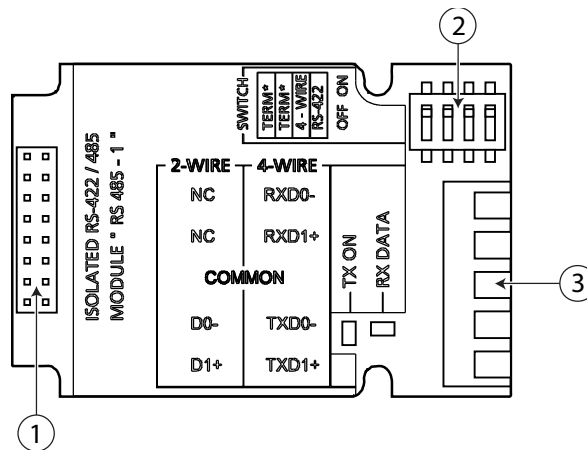 2
SWITCH
TERM*
TERM*
4 - WIRE
RS-422
OFF ON
ISOLATED RS-422 / 485
MODULE " RS 485 - 1 "
2-WIRE 4-WIRE
NC RXD0-
NC RXD1+
COMMON
D0- TXD0-
D1+ TXD1+
TX ON
RX DATA
3
1